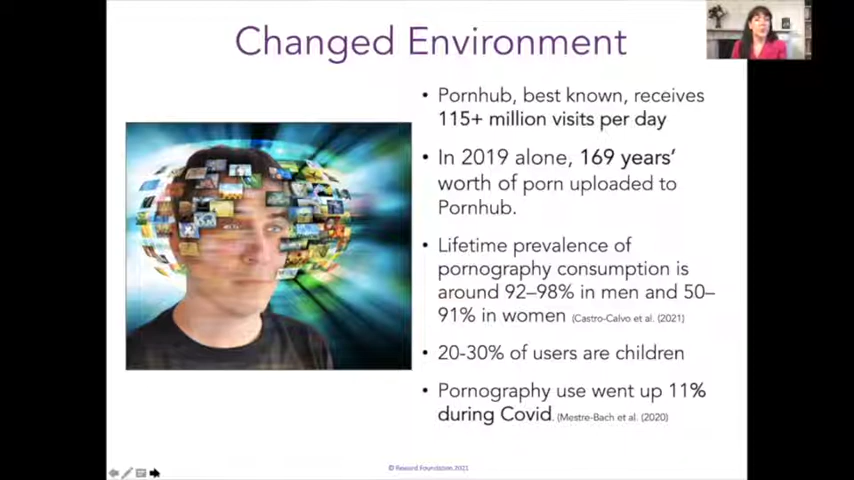 Changed Environment
• Pornhub, best known, receives
115+ million visits per day
• In 2019 alone, 169 years’
worth of porn uploaded to
Pornhub.
• Lifetime prevalence of
pornography consumption is
around 92–98% in men and 50–
91% in women (Castro-Calvo et al. (2021)
• 20-30% of users are children
• Pornography use went up 11%
during Covid. (Mestre-Bach et al. (2020)
© Reward Foundation 2021